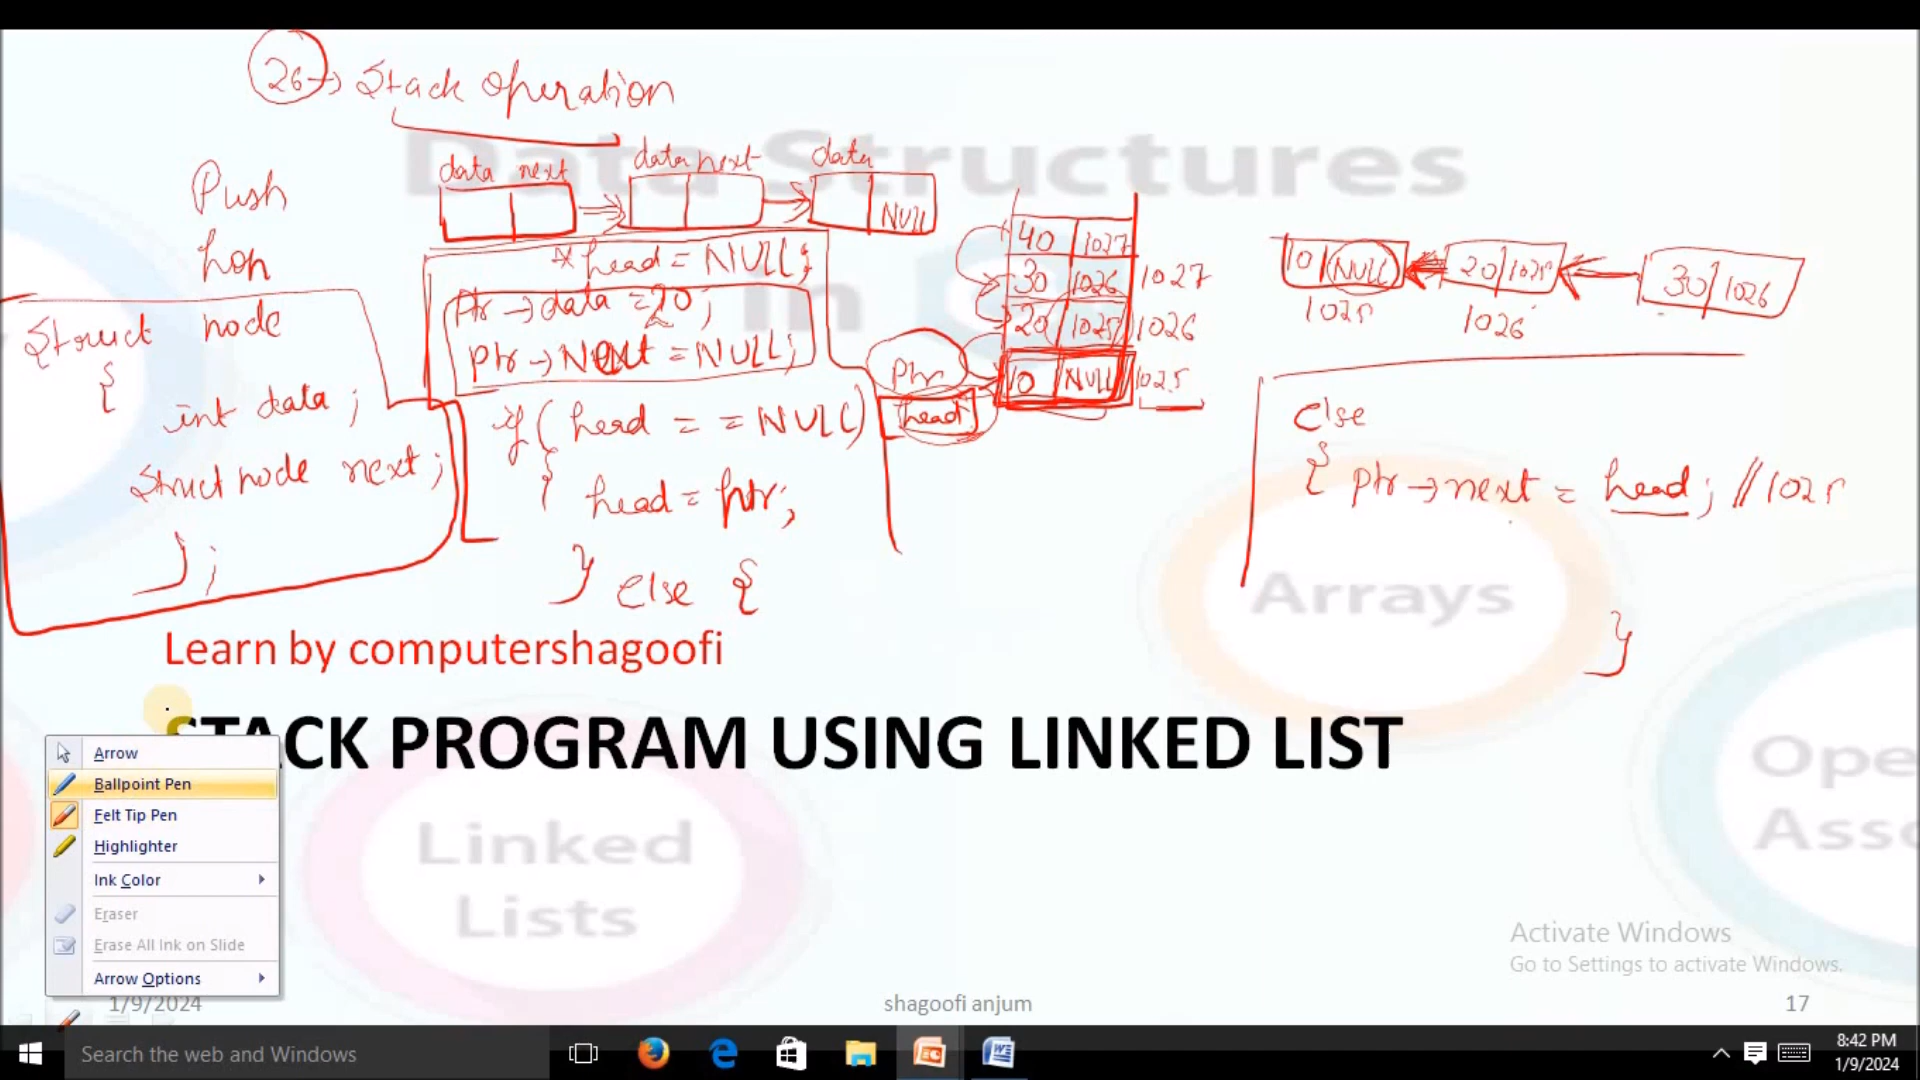 26 → Stack operation
Data Structures
in
Push
pop
data next
data next
data
NULL
*head = NULL;
ptr → data = 20;
ptr → Next = NULL;
if ( head = = NULL)
{
head = ptr;
} else {
Struct node
{
int data ;
Struct node next ;
} ;
ptr
head
40 1027
30 1026 1027
20 1025 1026
10 NULL 1025
10 NULL
1025
20 1025
1026
30 1026
else
{ ptr → next = head ; // 1025
}
Arrays
Learn by computershagoofi
STACK PROGRAM USING LINKED LIST
Linked
Lists
Ope
Asso
Arrow
Ballpoint Pen
Felt Tip Pen
Highlighter
Ink Color
Eraser
Erase All Ink on Slide
Arrow Options
Activate Windows
Go to Settings to activate Windows.
1/9/2024
shagoofi anjum
17
Search the web and Windows
8:42 PM
1/9/2024